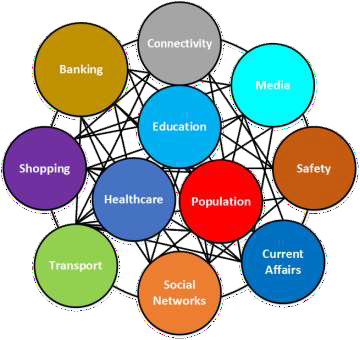 Connectivity
Banking
Media
Education
Shopping
Safety
Healthcare
Population
Transport
Current
Affairs
Social
Networks